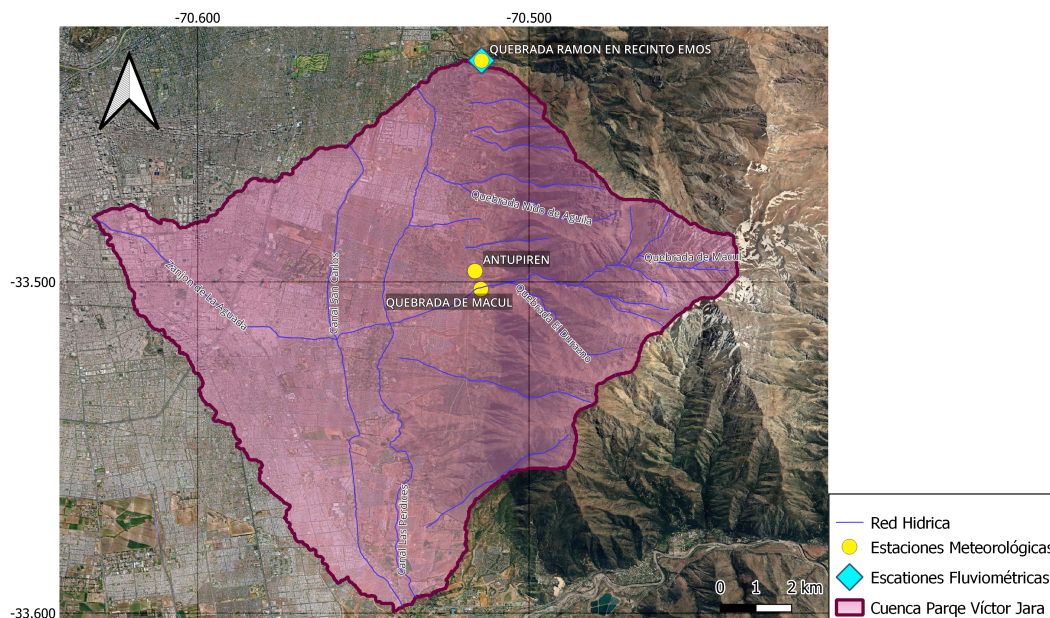 -70.600
-70.500
QUEBRADA RAMON EN RECINTO EMOS
Quebrada Nido de Aguila
Quebrada de Macul
ANTUPIREN
-33.500
Zanjon de La Aguada
Canal San Carlos
QUEBRADA DE MACUL
Quebrada El Durazno
Canal Las Perdices
-33.600
0 1 2 km
Red Hidrica
Estaciones Meteorológicas
Escationes Fluviométricas
Cuenca Parqe Víctor Jara